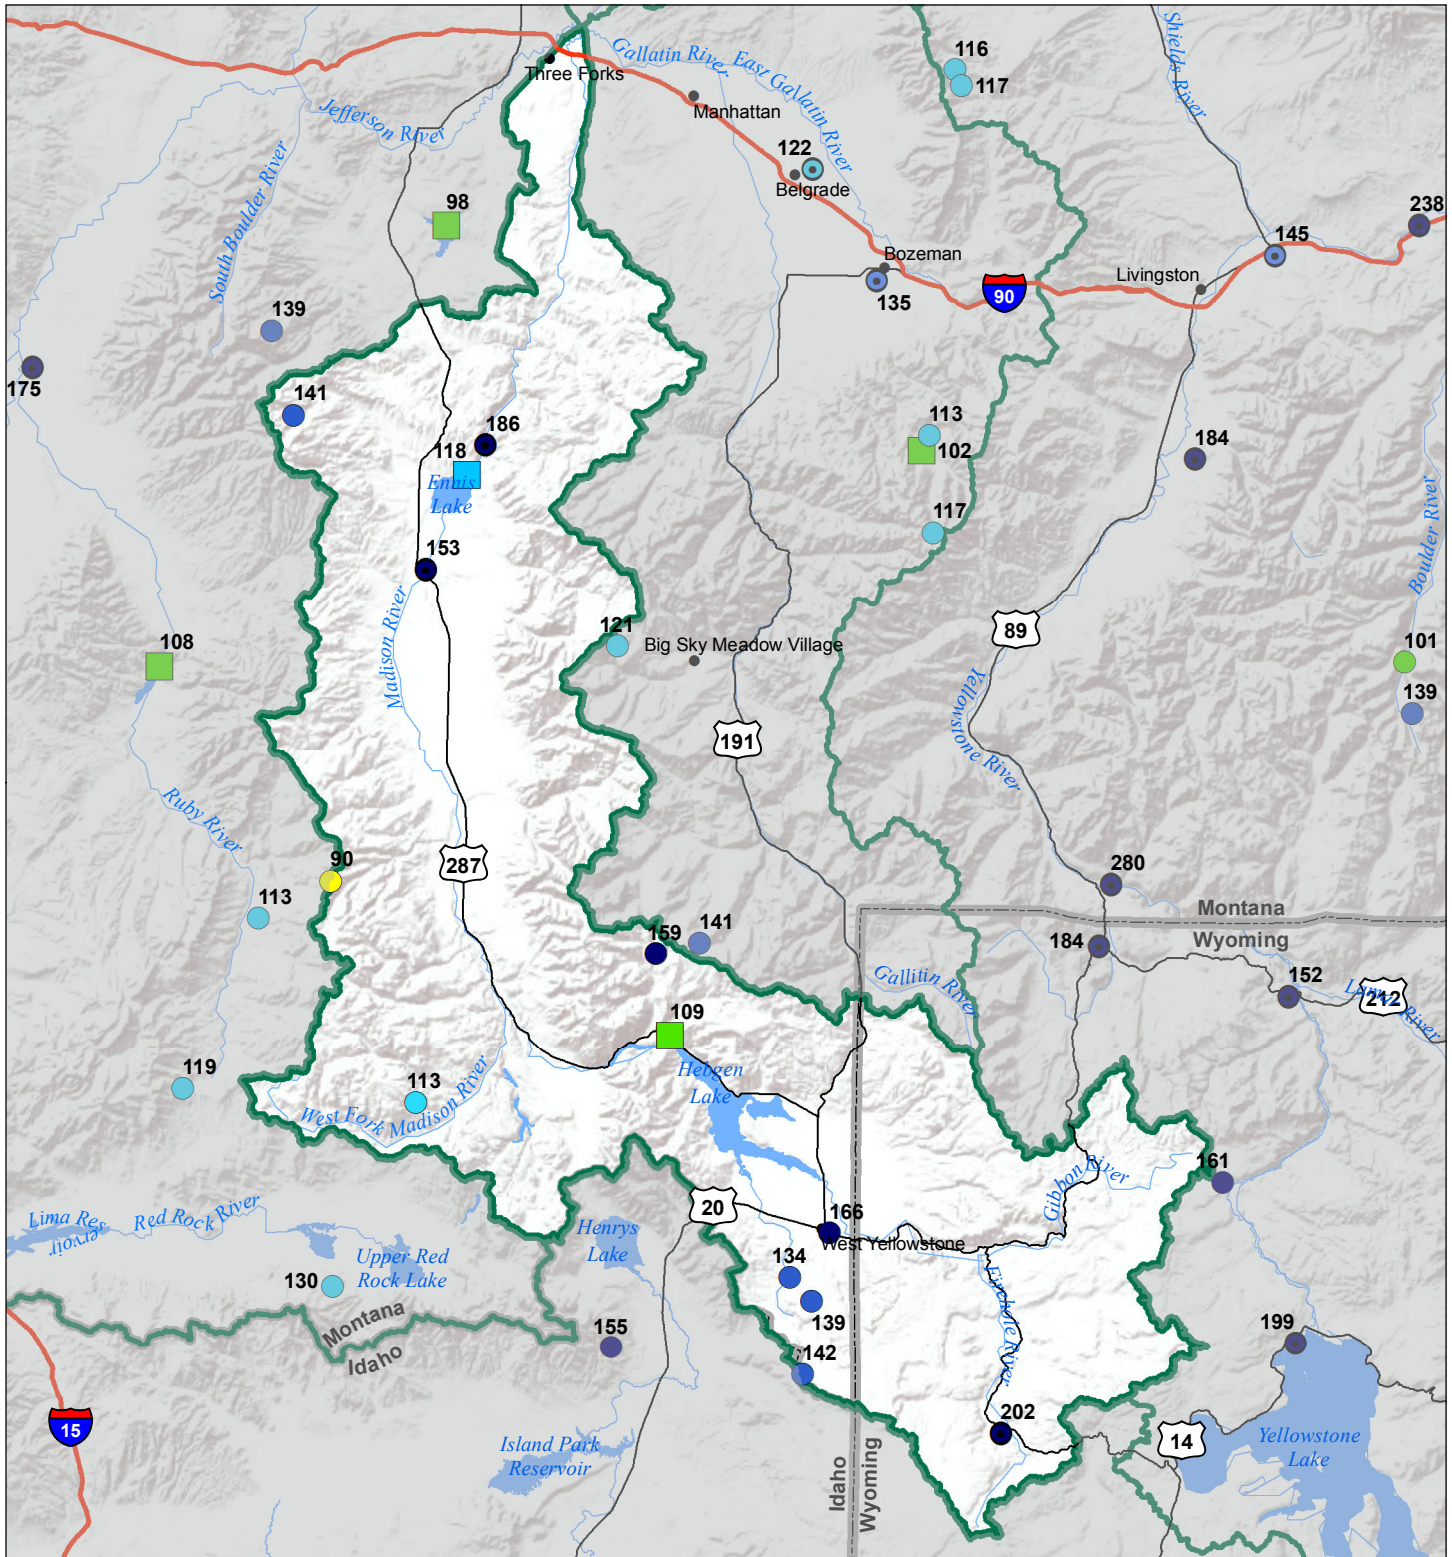 116
117
Three Forks
Gallatin River
East Gallatin River
Shields River
Manhattan
Jefferson River
122
Belgrade
98
South Boulder River
238
145
Bozeman
Livingston
135
90
139
175
141
186
118
Ennis
Lake
113
102
184
117
Boulder River
153
Madison River
121
Big Sky Meadow Village
89
108
101
139
191
Yellowstone River
Ruby River
90
287
280
113
Montana
Wyoming
159
141
184
Gallitin River
152
212
Lamar River
109
Hebgen
Lake
119
113
West Fork Madison River
161
Gibbon River
20
166
West Yellowstone
Lima Reservoir
Red Rock River
Henrys
Lake
Upper Red
Rock Lake
134
130
139
Firehole River
Montana
Idaho
155
142
199
202
15
14
Yellowstone
Lake
Island Park
Reservoir
Idaho
Wyoming